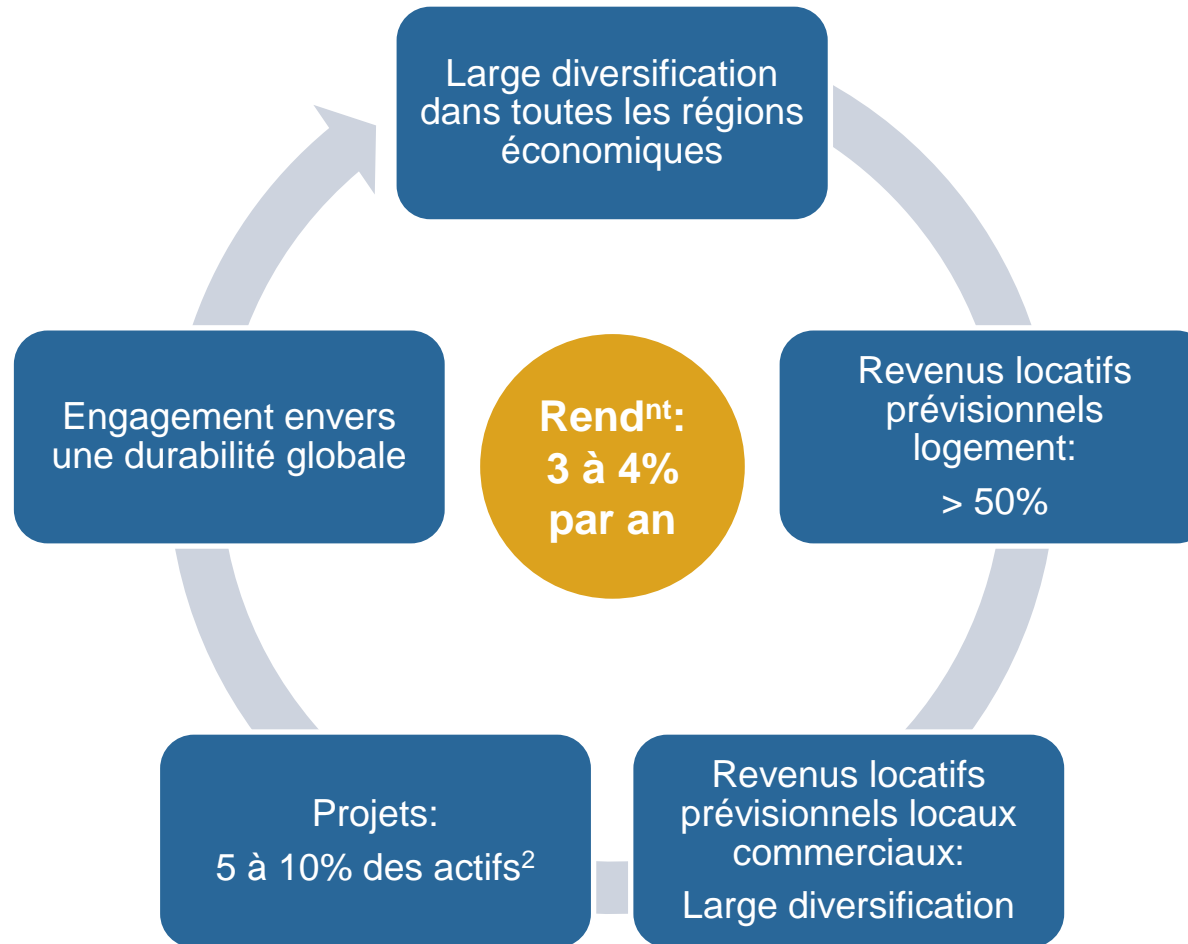 Large diversification
dans toutes les régions
économiques
Revenus locatifs
prévisionnels
logement:
> 50%
Revenus locatifs
prévisionnels locaux
commerciaux:
Large diversification
Projets:
5 à 10% des actifs²
Engagement envers
une durabilité globale
Rendⁿᵗ:
3 à 4%
par an